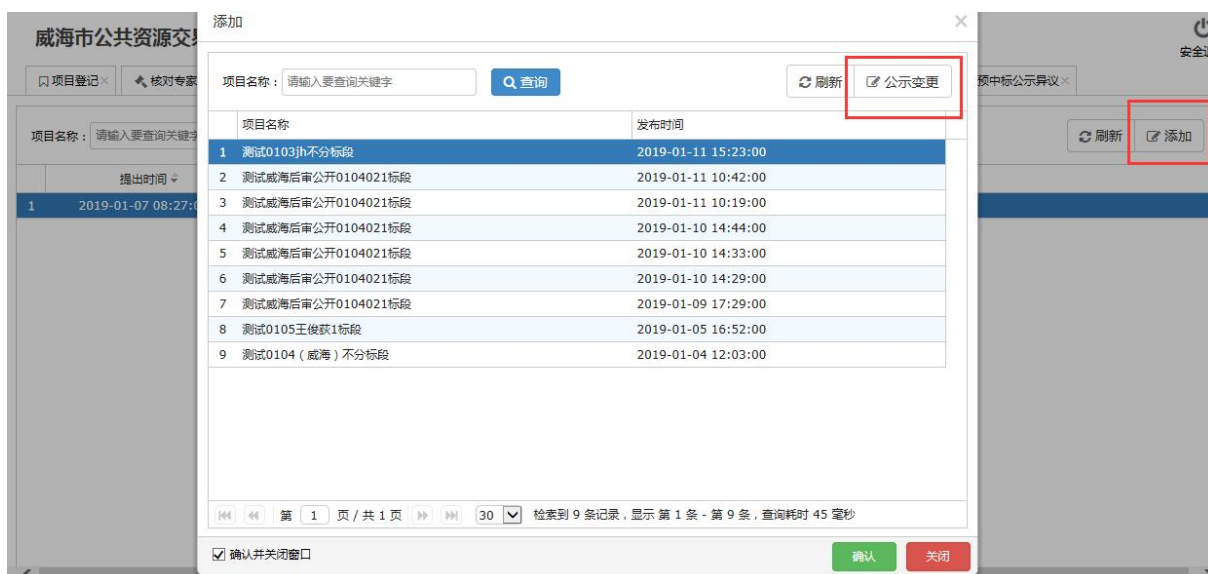 添加
威海市公共资源交
安全
项目登记 核对专家
预中标公示异议
项目名称： 请输入要查询关键字 查询 刷新 公示变更
项目名称： 请输入要查询关键字
刷新 添加
提出时间
1 2019-01-07 08:27:
项目名称 发布时间
1 测试0103jh不分标段 2019-01-11 15:23:00
2 测试威海后审公开0104021标段 2019-01-11 10:42:00
3 测试威海后审公开0104021标段 2019-01-11 10:19:00
4 测试威海后审公开0104021标段 2019-01-10 14:44:00
5 测试威海后审公开0104021标段 2019-01-10 14:33:00
6 测试威海后审公开0104021标段 2019-01-10 14:29:00
7 测试威海后审公开0104021标段 2019-01-09 17:29:00
8 测试0105王俊荻1标段 2019-01-05 16:52:00
9 测试0104（威海）不分标段 2019-01-04 12:03:00
第 1 页 / 共 1 页 30 检索到 9 条记录，显示 第 1 条 - 第 9 条，查询耗时 45 毫秒
确认并关闭窗口 确认 关闭